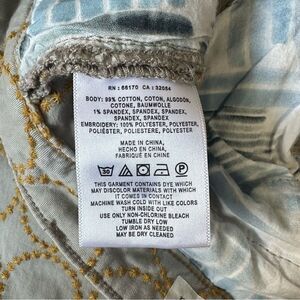 RN : 66170 CA : 32054
BODY: 99% COTTON, COTON, ALGODÓN,
COTONE, BAUMWOLLE
1% SPANDEX, SPANDEX, SPANDEX,
SPANDEX, SPANDEX
EMBROIDERY: 100% POLYESTER, POLYESTER,
POLIÉSTER, POLIESTERE, POLYESTER
MADE IN CHINA,
HECHO EN CHINA,
FABRIQUÉ EN CHINE
30
THIS GARMENT CONTAINS DYE WHICH
MAY DISCOLOR MATERIALS WITH WHICH
IT COMES IN CONTACT
MACHINE WASH COLD WITH LIKE COLORS
TURN INSIDE OUT
USE ONLY NON-CHLORINE BLEACH
TUMBLE DRY LOW
LOW IRON AS NEEDED
MAY BE DRY CLEANED